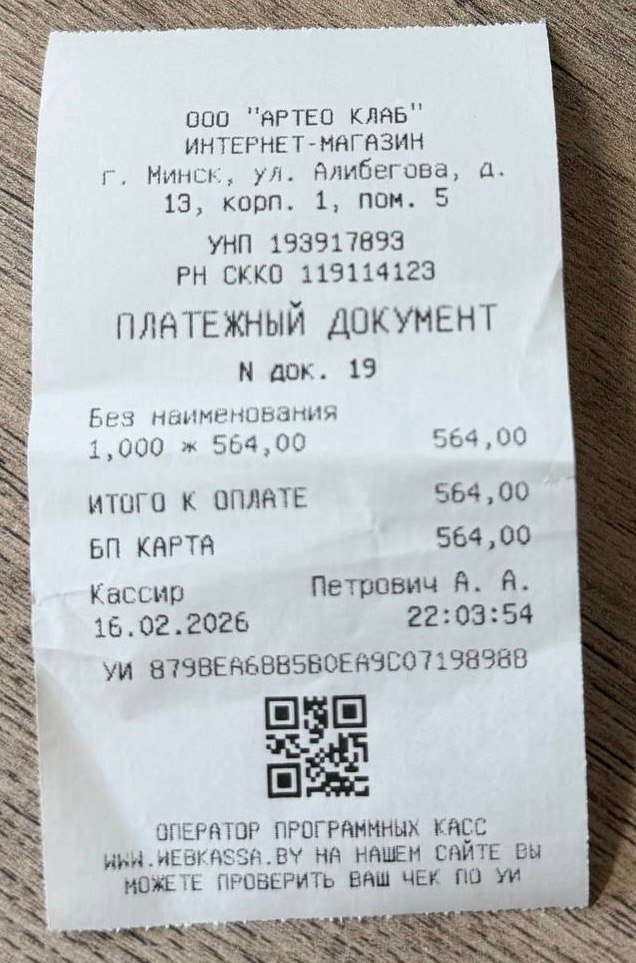 ООО "АРТЕО КЛАБ"
ИНТЕРНЕТ-МАГАЗИН
г. Минск, ул. Алибегова, д.
13, корп. 1, пом. 5
УНП 193917893
РН СККО 119114123
ПЛАТЕЖНЫЙ ДОКУМЕНТ
N док. 19
Без наименования
1,000 * 564,00 564,00
ИТОГО К ОПЛАТЕ 564,00
БП КАРТА 564,00
Кассир Петрович А. А.
16.02.2026 22:03:54
УИ 879BEA6BB5B0EA9C0719898B
ОПЕРАТОР ПРОГРАММНЫХ КАСС
WWW.WEBKASSA.BY НА НАШЕМ САЙТЕ ВЫ
МОЖЕТЕ ПРОВЕРИТЬ ВАШ ЧЕК ПО УИ